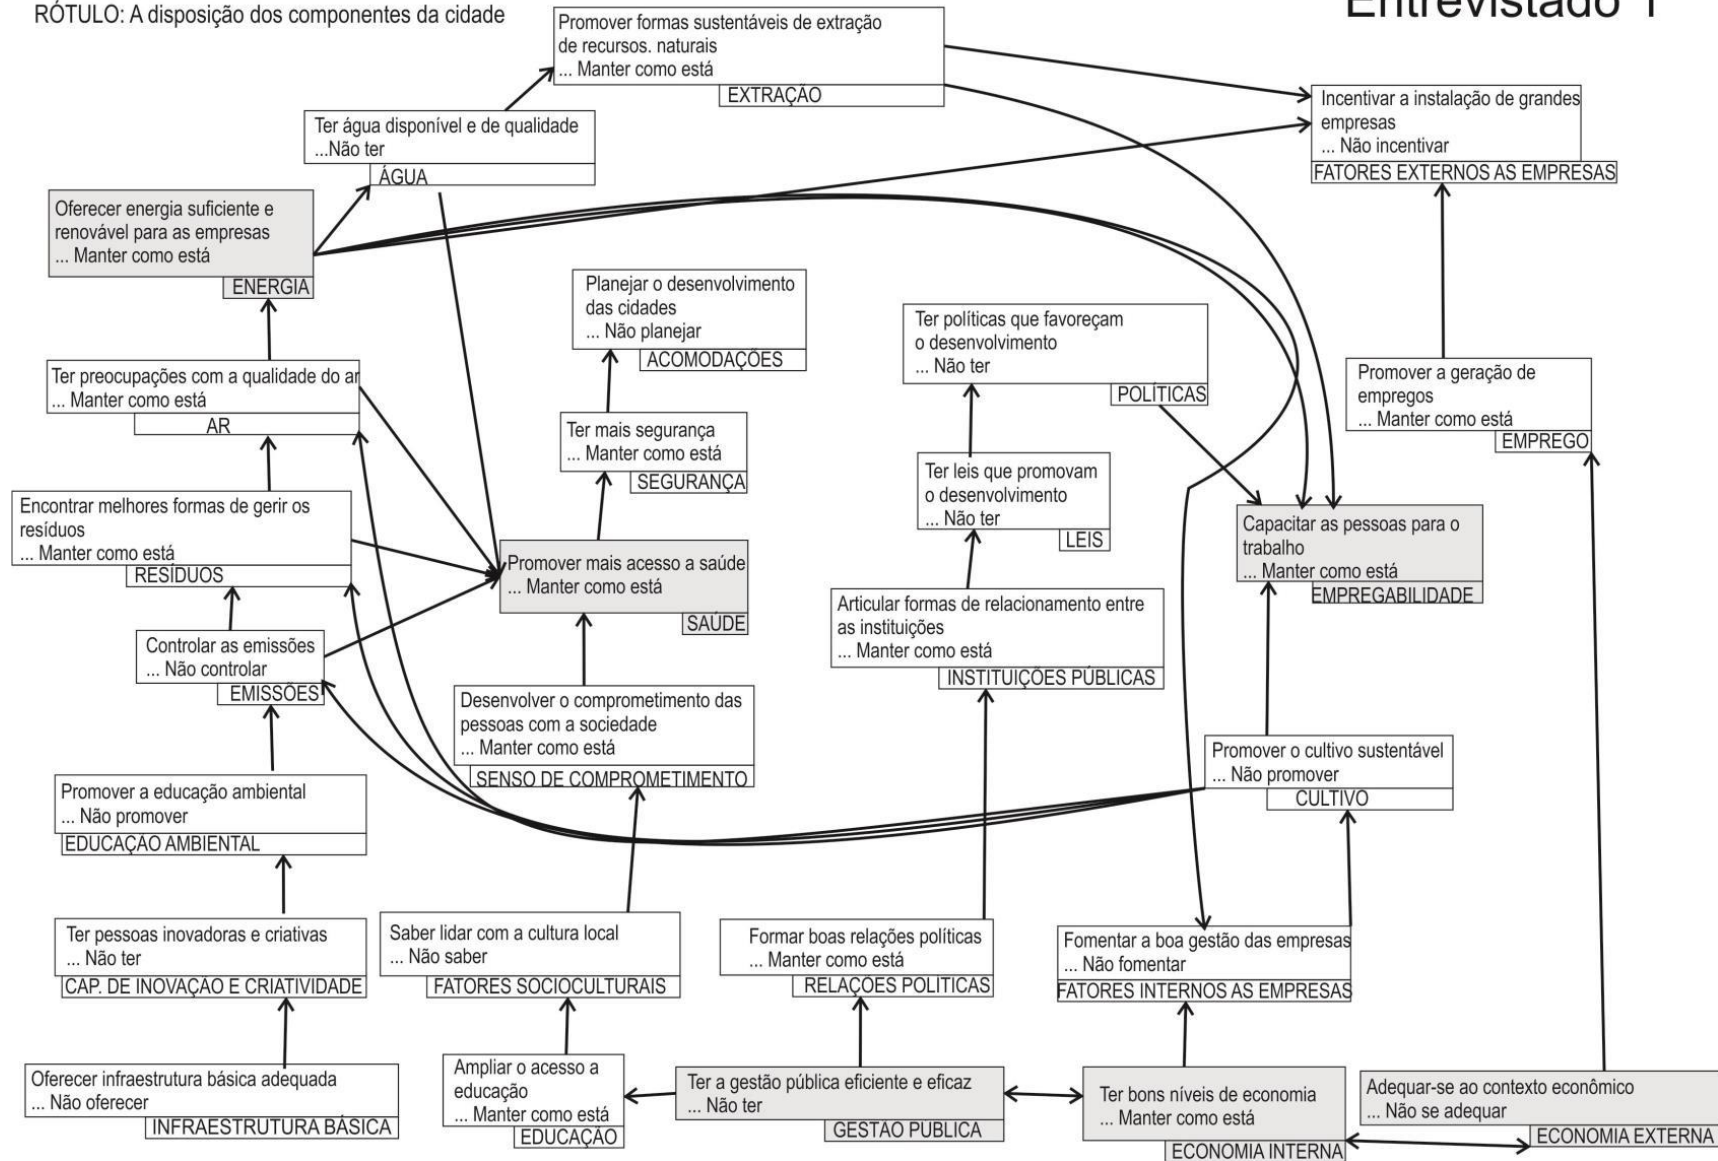 RÓTULO: A disposição dos componentes da cidade
Entrevistado 1
Promover formas sustentáveis de extração
de recursos. naturais
... Manter como está
EXTRAÇÃO
Incentivar a instalação de grandes
empresas
... Não incentivar
FATORES EXTERNOS AS EMPRESAS
Ter água disponível e de qualidade
...Não ter
ÁGUA
Oferecer energia suficiente e
renovável para as empresas
... Manter como está
ENERGIA
Planejar o desenvolvimento
das cidades
... Não planejar
ACOMODAÇÕES
Ter políticas que favoreçam
o desenvolvimento
... Não ter
POLÍTICAS
Ter preocupações com a qualidade do ar
... Manter como está
AR
Promover a geração de
empregos
... Manter como está
EMPREGO
Ter mais segurança
... Manter como está
SEGURANÇA
Ter leis que promovam
o desenvolvimento
... Não ter
LEIS
Encontrar melhores formas de gerir os
resíduos
... Manter como está
RESÍDUOS
Capacitar as pessoas para o
trabalho
... Manter como está
EMPREGABILIDADE
Promover mais acesso a saúde
... Manter como está
SAÚDE
Articular formas de relacionamento entre
as instituições
... Manter como está
INSTITUIÇÕES PÚBLICAS
Controlar as emissões
... Não controlar
EMISSÕES
Desenvolver o comprometimento das
pessoas com a sociedade
... Manter como está
SENSO DE COMPROMETIMENTO
Promover o cultivo sustentável
... Não promover
CULTIVO
Promover a educação ambiental
... Não promover
EDUCAÇÃO AMBIENTAL
Ter pessoas inovadoras e criativas
... Não ter
CAP. DE INOVAÇÃO E CRIATIVIDADE
Saber lidar com a cultura local
... Não saber
FATORES SOCIOCULTURAIS
Formar boas relações políticas
... Manter como está
RELAÇÕES POLITICAS
Fomentar a boa gestão das empresas
... Não fomentar
FATORES INTERNOS AS EMPRESAS
Oferecer infraestrutura básica adequada
... Não oferecer
INFRAESTRUTURA BÁSICA
Ampliar o acesso a
educação
... Manter como está
EDUCAÇÃO
Ter a gestão pública eficiente e eficaz
... Não ter
GESTÃO PÚBLICA
Ter bons níveis de economia
... Manter como está
ECONOMIA INTERNA
Adequar-se ao contexto econômico
... Não se adequar
ECONOMIA EXTERNA